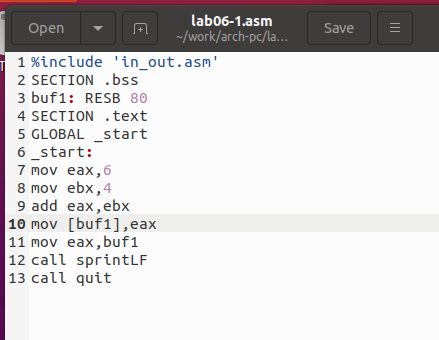 Open
lab06-1.asm
~/work/arch-pc/la...
Save
1 %include 'in_out.asm'
2 SECTION .bss
3 buf1: RESB 80
4 SECTION .text
5 GLOBAL _start
6 _start:
7 mov eax,6
8 mov ebx,4
9 add eax,ebx
10 mov [buf1],eax
11 mov eax,buf1
12 call sprintLF
13 call quit